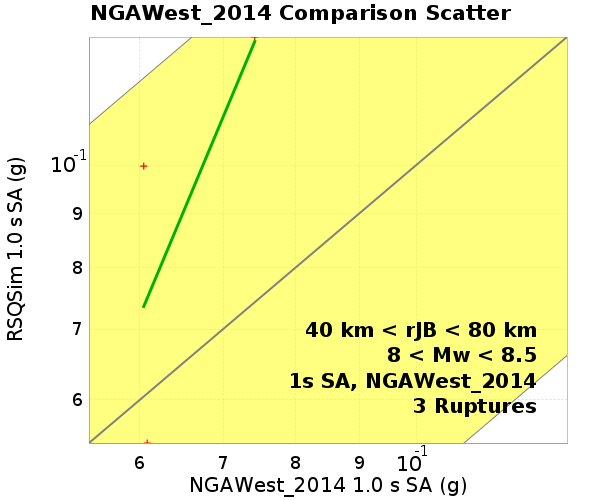 NGAWest_2014 Comparison Scatter
RSQSim 1.0 s SA (g)
10-1
9
8
7
6
40 km < rJB < 80 km
8 < Mw < 8.5
1s SA, NGAWest_2014
3 Ruptures
6 7 8 9 10-1
NGAWest_2014 1.0 s SA (g)